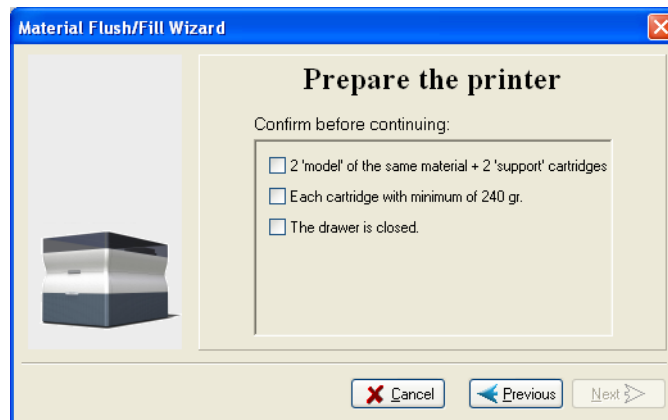 Material Flush/Fill Wizard
Prepare the printer
Confirm before continuing:
2 'model' of the same material + 2 'support' cartridges
Each cartridge with minimum of 240 gr.
The drawer is closed.
Cancel Previous Next